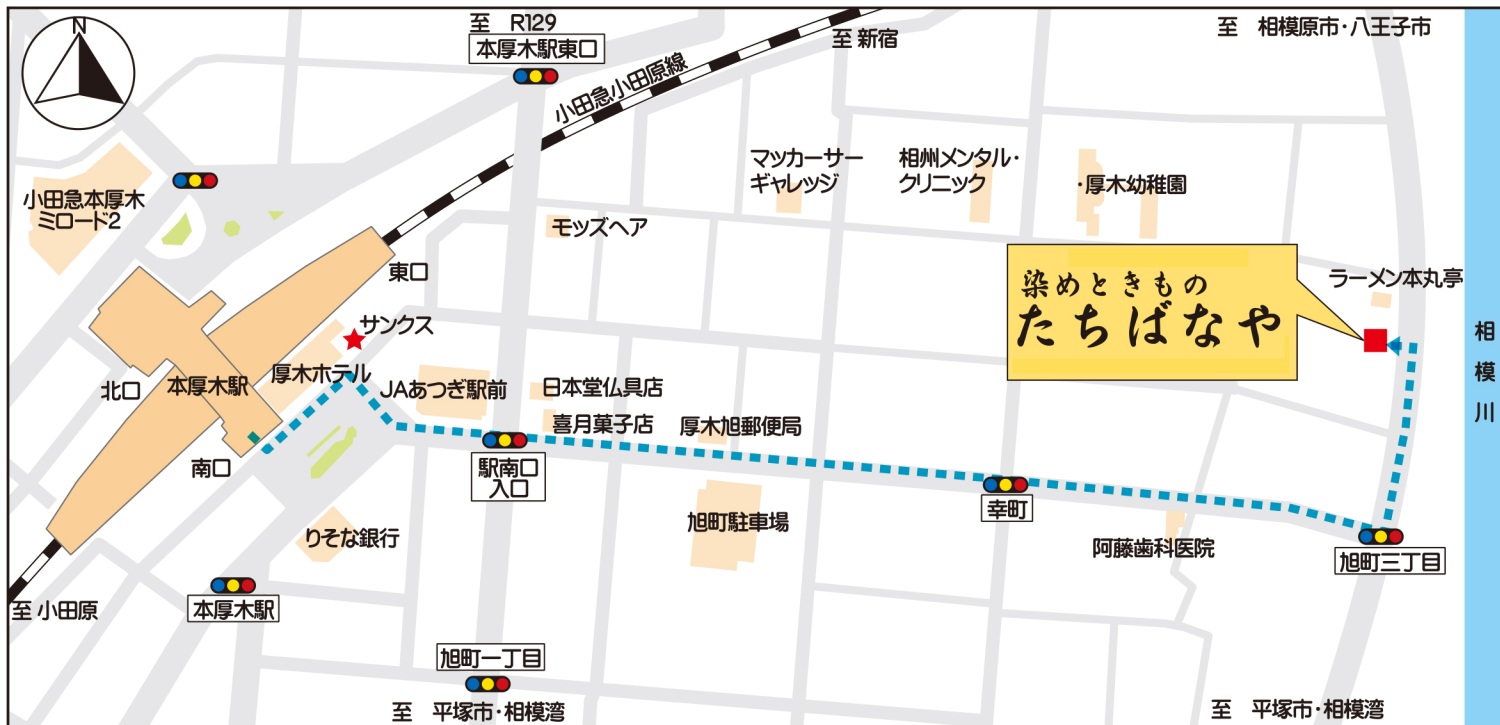 N
至 R129
本厚木駅東口
至 新宿
至 相模原市・八王子市
小田急小田原線
小田急本厚木
ミロード2
マッカーサー
ギャレッジ
相州メンタル・
クリニック
・厚木幼稚園
モッズヘア
東口
サンクス
厚木ホテル
本厚木駅
北口
南口
JAあつぎ駅前
日本堂仏具店
喜月菓子店
厚木旭郵便局
染めときもの
たちばなや
ラーメン本丸亭
相模川
駅南口
入口
旭町駐車場
幸町
阿藤歯科医院
旭町三丁目
りそな銀行
本厚木駅
至 小田原
旭町一丁目
至 平塚市・相模湾
至 平塚市・相模湾